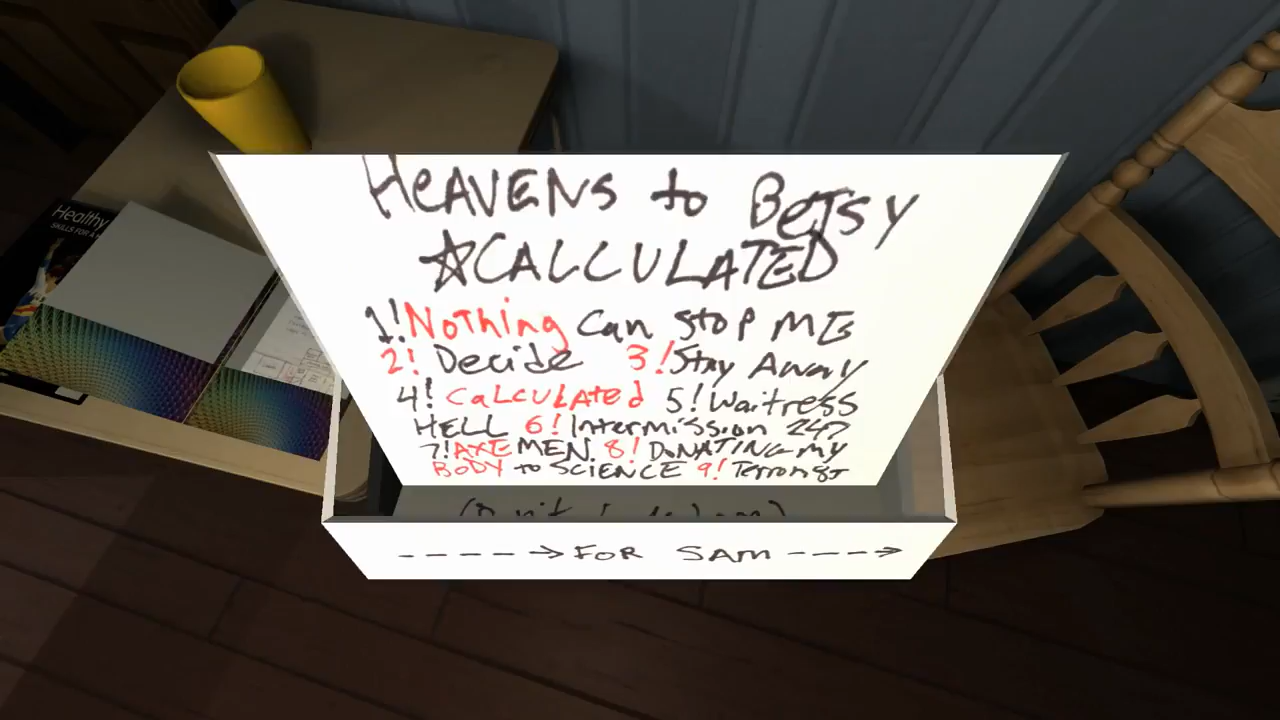 HeAVENS to BeTSY
☆CALCULATED
1! NoTHing Can Stop ME
2! Decide 3! Stay Away
4! CaLCULATed 5! Waitress
HELL 6! Intermission 247
7! AXE MEN 8! DONATING my
BODY to SCIENCE 9! Terrorist
-----> FOR SAM ---->
Healthy